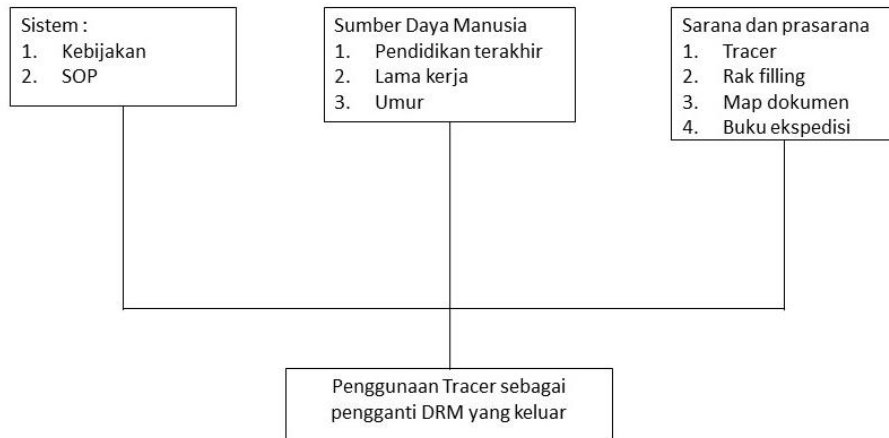 Sistem :
1. Kebijakan
2. SOP
Sumber Daya Manusia
1. Pendidikan terakhir
2. Lama kerja
3. Umur
Sarana dan prasarana
1. Tracer
2. Rak filling
3. Map dokumen
4. Buku ekspedisi
Penggunaan Tracer sebagai
pengganti DRM yang keluar